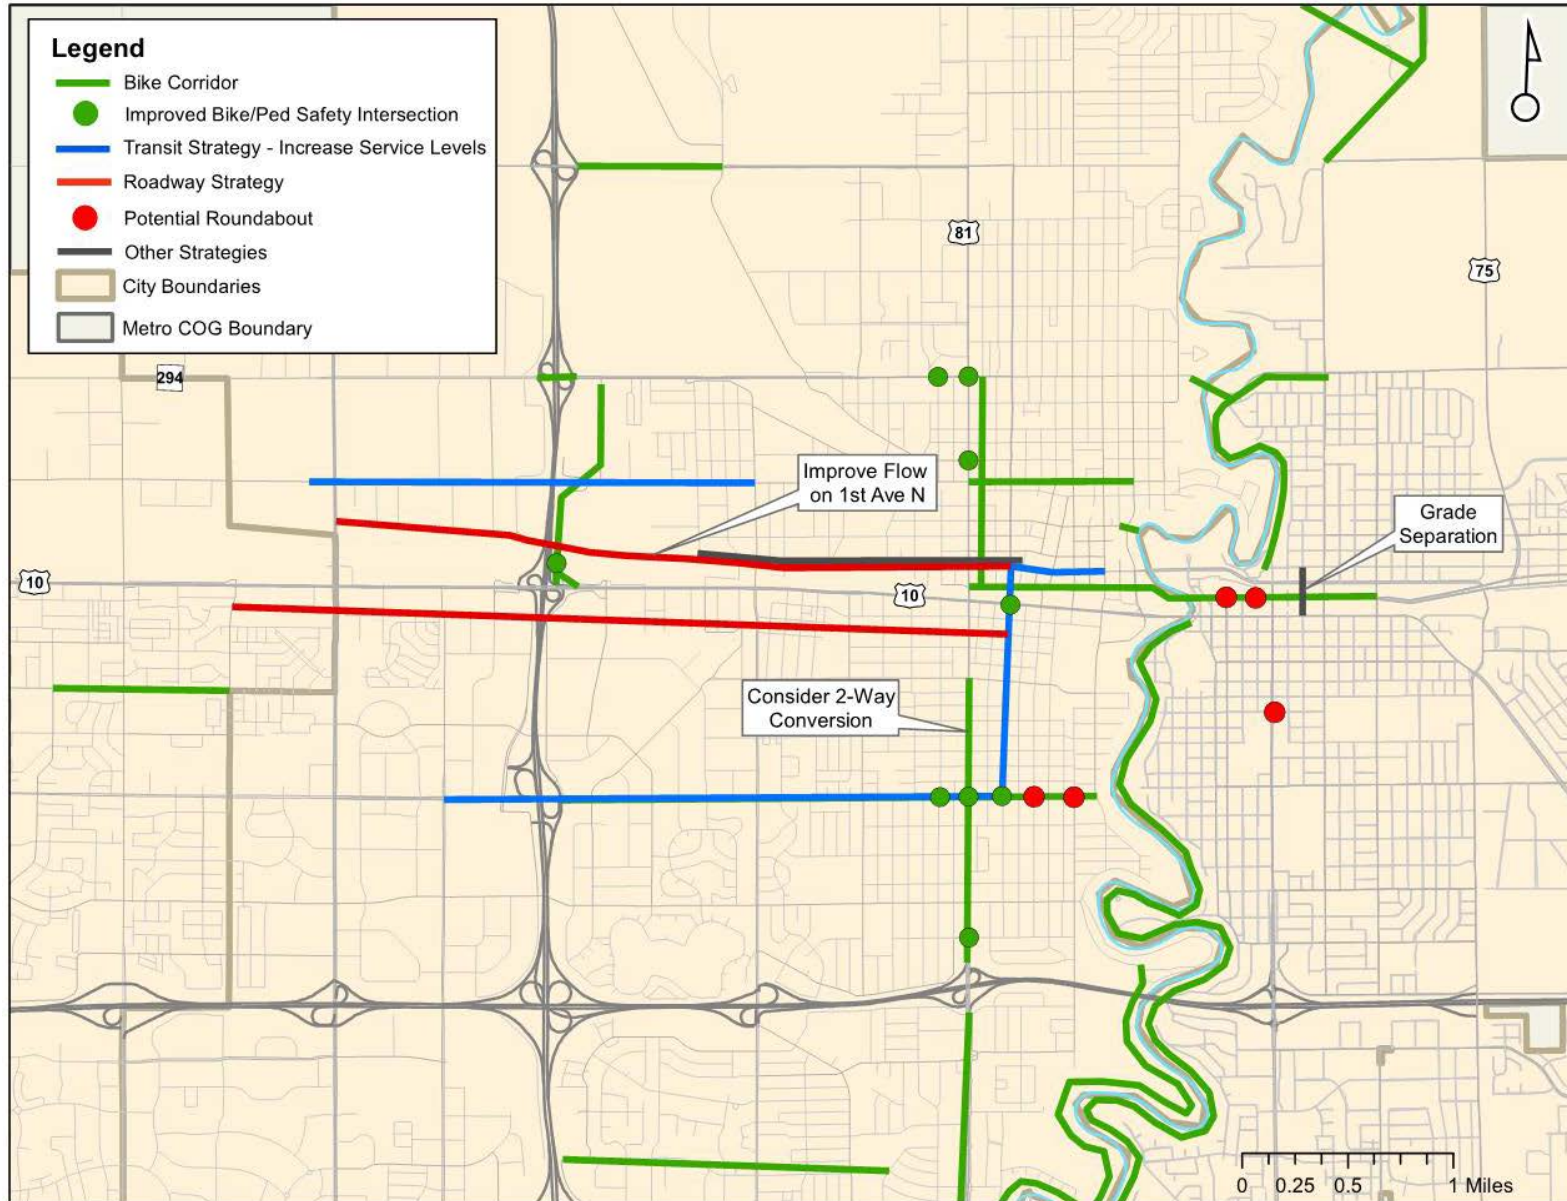 Legend
Bike Corridor
Improved Bike/Ped Safety Intersection
Transit Strategy - Increase Service Levels
Roadway Strategy
Potential Roundabout
Other Strategies
City Boundaries
Metro COG Boundary
81
75
294
Improve Flow
on 1st Ave N
Grade
Separation
10
10
Consider 2-Way
Conversion
0 0.25 0.5 1 Miles